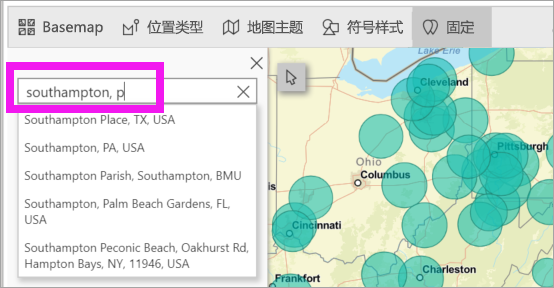 Basemap 位置类型 地图主题 符号样式 固定
southampton, p
Southampton Place, TX, USA
Southampton, PA, USA
Southampton Parish, Southampton, BMU
Southampton, Palm Beach Gardens, FL,
USA
Southampton Peconic Beach, Oakhurst Rd,
Hampton Bays, NY, 11946, USA
Lake Erie
Cleveland
Pittsburgh
Ohio
Columbus
is
Cincinnati
Frankfort
Charleston